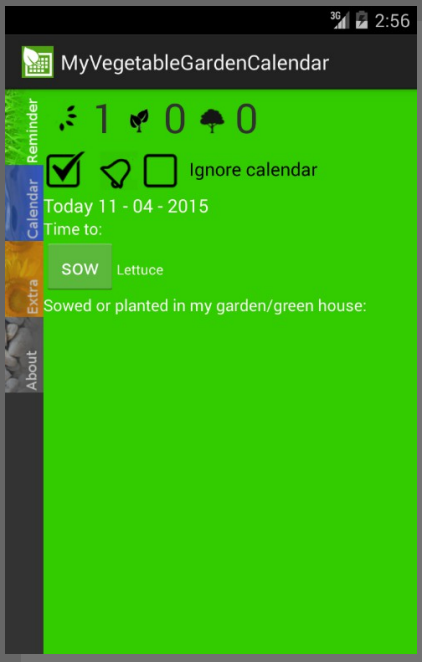 3G 2:56
MyVegetableGardenCalendar
Reminder
1 0 0
Ignore calendar
Calendar
Today 11 - 04 - 2015
Time to:
SOW Lettuce
Extra
Sowed or planted in my garden/green house:
About